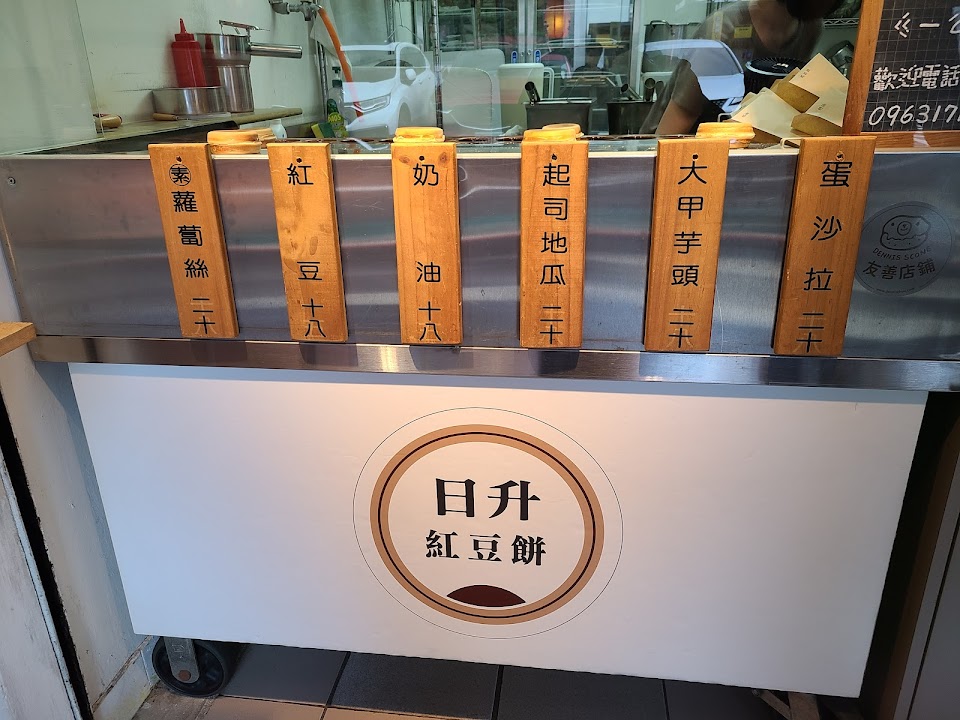 ㄍㄧ
歡迎電話
096317
素蘿蔔絲 二十
紅豆 十八
奶油 十八
起司地瓜 二十
大甲芋頭 二十
蛋沙拉 二十
友善店鋪
日升
紅豆餅